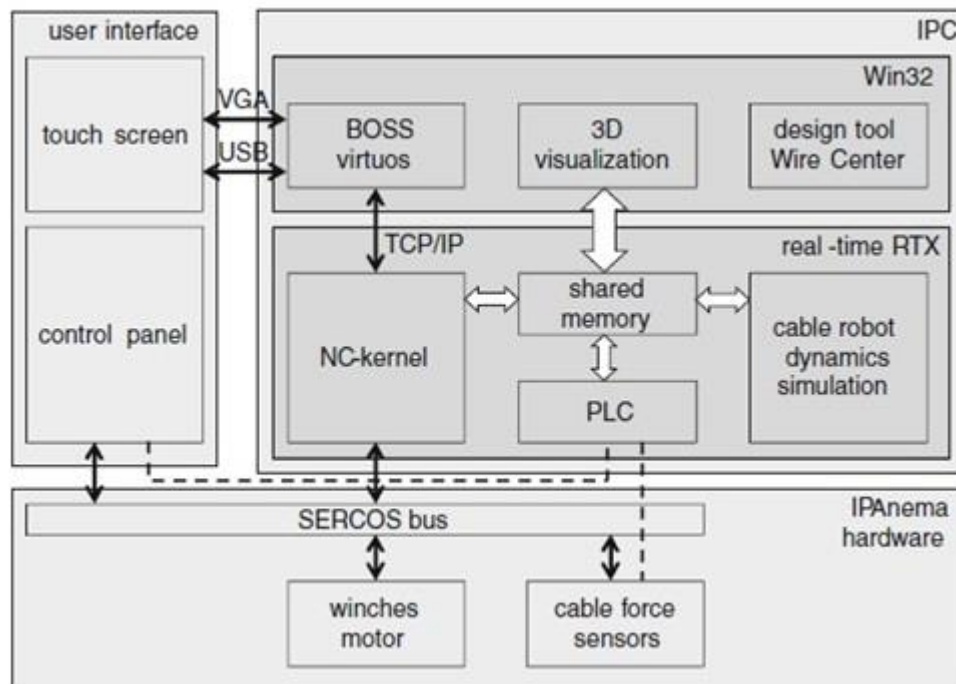 user interface
touch screen
control panel
IPC
Win32
VGA
USB
BOSS
virtuos
3D
visualization
design tool
Wire Center
TCP/IP
real -time RTX
NC-kernel
shared
memory
PLC
cable robot
dynamics
simulation
IPAnema
hardware
SERCOS bus
winches
motor
cable force
sensors